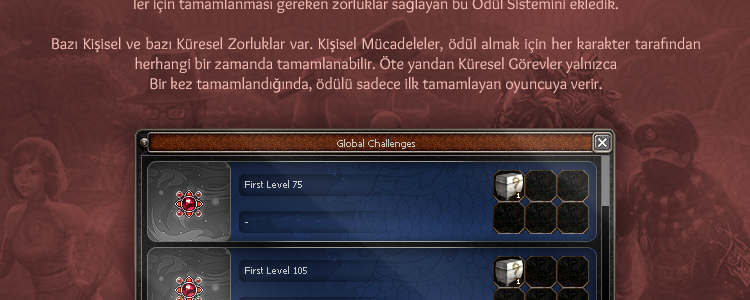 ler için tamamlanması gereken zorluklar sağlayan bu Ödül Sistemini ekledik.
Bazı Kişisel ve bazı Küresel Zorluklar var. Kişisel Mücadeleler, ödül almak için her karakter tarafından
herhangi bir zamanda tamamlanabilir. Öte yandan Küresel Görevler yalnızca
Bir kez tamamlandığında, ödülü sadece ilk tamamlayan oyuncuya verir.
Global Challenges
First Level 75
1
-
First Level 105
1